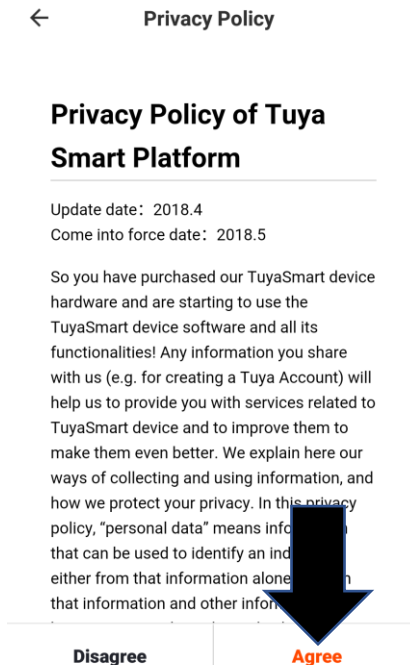 Privacy Policy
Privacy Policy of Tuya
Smart Platform
Update date：2018.4
Come into force date：2018.5
So you have purchased our TuyaSmart device
hardware and are starting to use the
TuyaSmart device software and all its
functionalities! Any information you share
with us (e.g. for creating a Tuya Account) will
help us to provide you with services related to
TuyaSmart device and to improve them to
make them even better. We explain here our
ways of collecting and using information, and
how we protect your privacy. In this privacy
policy, “personal data” means
that can be used to identify an
either from that information alone
that information and other
Disagree
Agree